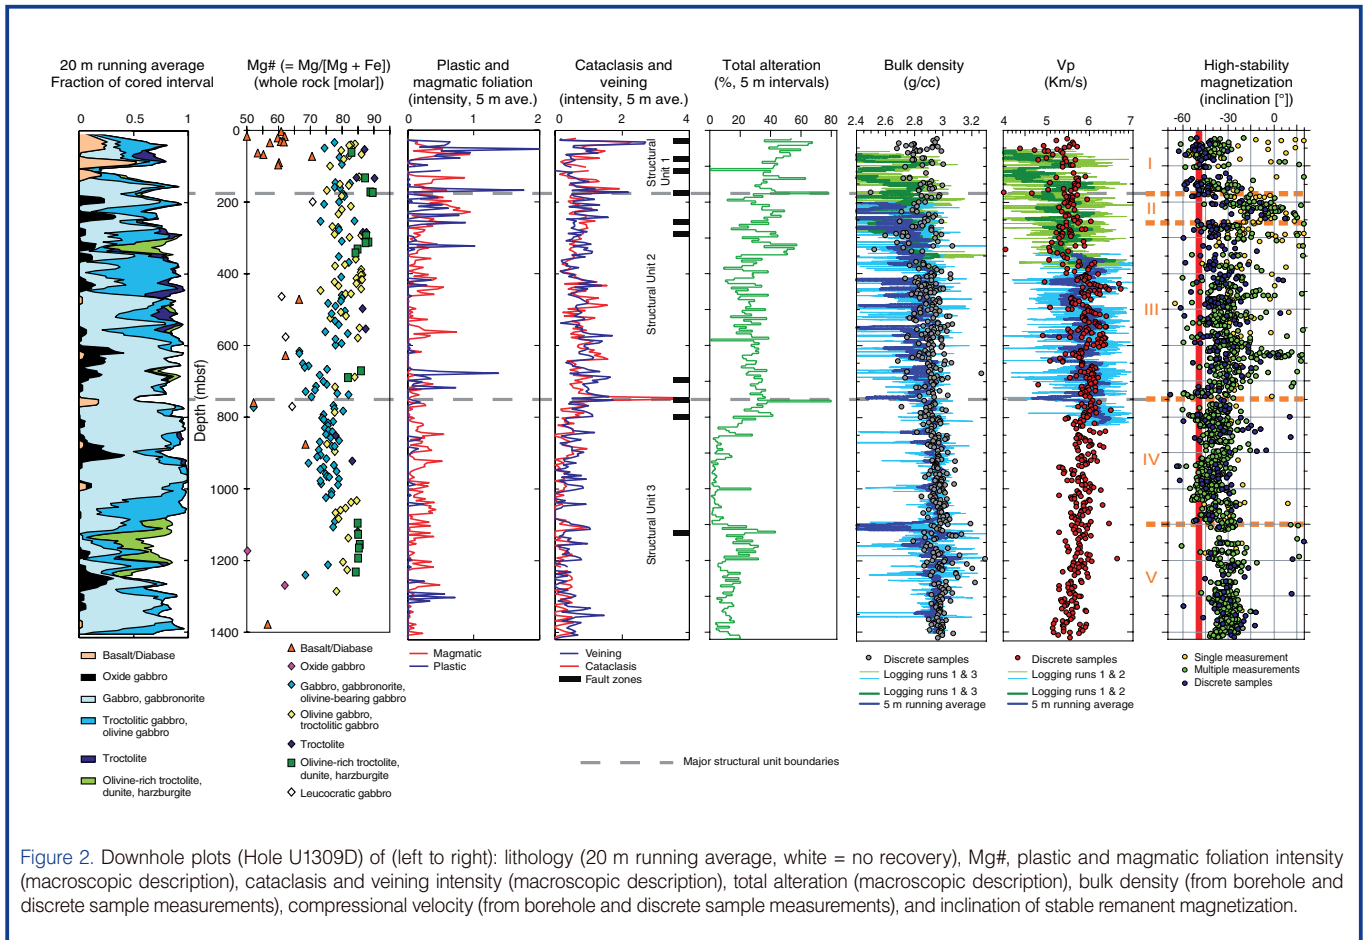 20 m running average
Fraction of cored interval
Mg# (= Mg/[Mg + Fe])
(whole rock [molar])
Plastic and
magmatic foliation
(intensity, 5 m ave.)
Cataclasis and
veining
(intensity, 5 m ave.)
Total alteration
(%, 5 m intervals)
Bulk density
(g/cc)
Vp
(Km/s)
High-stability
magnetization
(inclination [°])
0 0.5 1
50 60 70 80 90
0 1 2
0 2 4
0 20 40 60 80
2.4 2.6 2.8 3 3.2
4 5 6 7
-60 -30 0
0
200
400
600
800
1000
1200
1400
Depth (mbsf)
Structural
Unit 1
Structural Unit 2
Structural Unit 3
I
II
III
IV
V
Basalt/Diabase
Oxide gabbro
Gabbro, gabbronorite
Troctolitic gabbro,
olivine gabbro
Troctolite
Olivine-rich troctolite,
dunite, harzburgite
Basalt/Diabase
Oxide gabbro
Gabbro, gabbronorite,
olivine-bearing gabbro
Olivine gabbro,
troctolitic gabbro
Troctolite
Olivine-rich troctolite,
dunite, harzburgite
Leucocratic gabbro
Magmatic
Plastic
Veining
Cataclasis
Fault zones
Discrete samples
Logging runs 1 & 3
Logging runs 1 & 3
5 m running average
Discrete samples
Logging runs 1 & 2
Logging runs 1 & 2
5 m running average
Single measurement
Multiple measurements
Discrete samples
Major structural unit boundaries
Figure 2. Downhole plots (Hole U1309D) of (left to right): lithology (20 m running average, white = no recovery), Mg#, plastic and magmatic foliation intensity
(macroscopic description), cataclasis and veining intensity (macroscopic description), total alteration (macroscopic description), bulk density (from borehole and
discrete sample measurements), compressional velocity (from borehole and discrete sample measurements), and inclination of stable remanent magnetization.